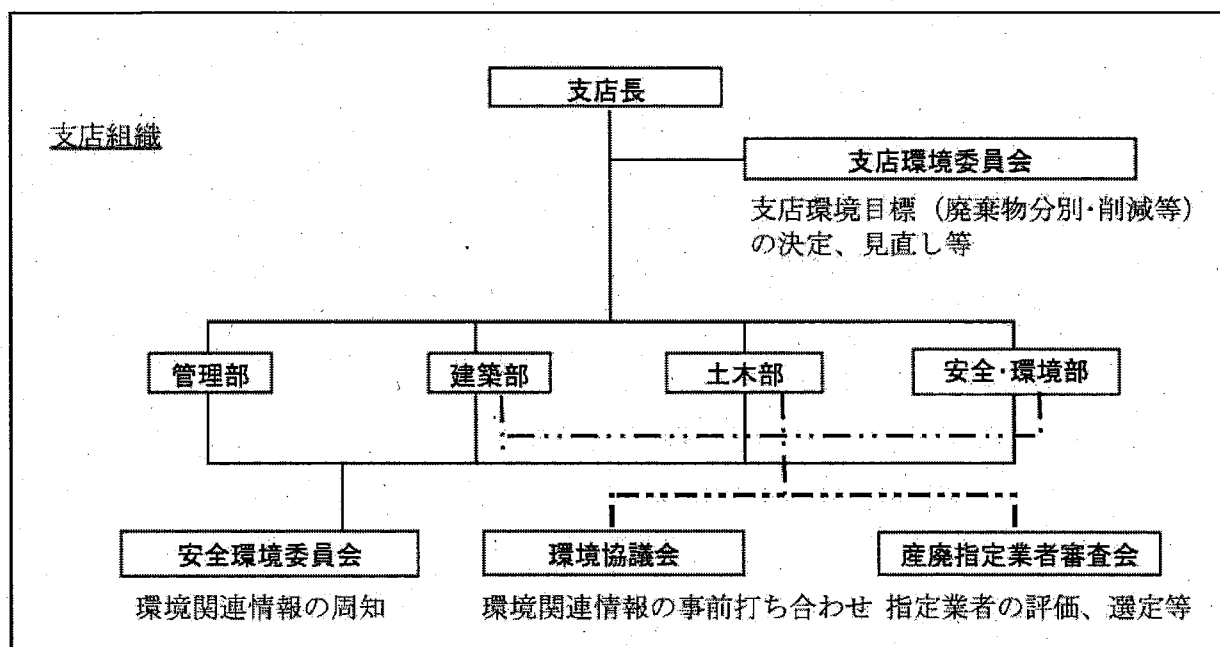 支店長
支店組織
支店環境委員会
支店環境目標（廃棄物分別・削減等）
の決定、見直し等
管理部
建築部
土木部
安全・環境部
安全環境委員会
環境協議会
産廃指定業者審査会
環境関連情報の周知
環境関連情報の事前打ち合わせ
指定業者の評価、選定等